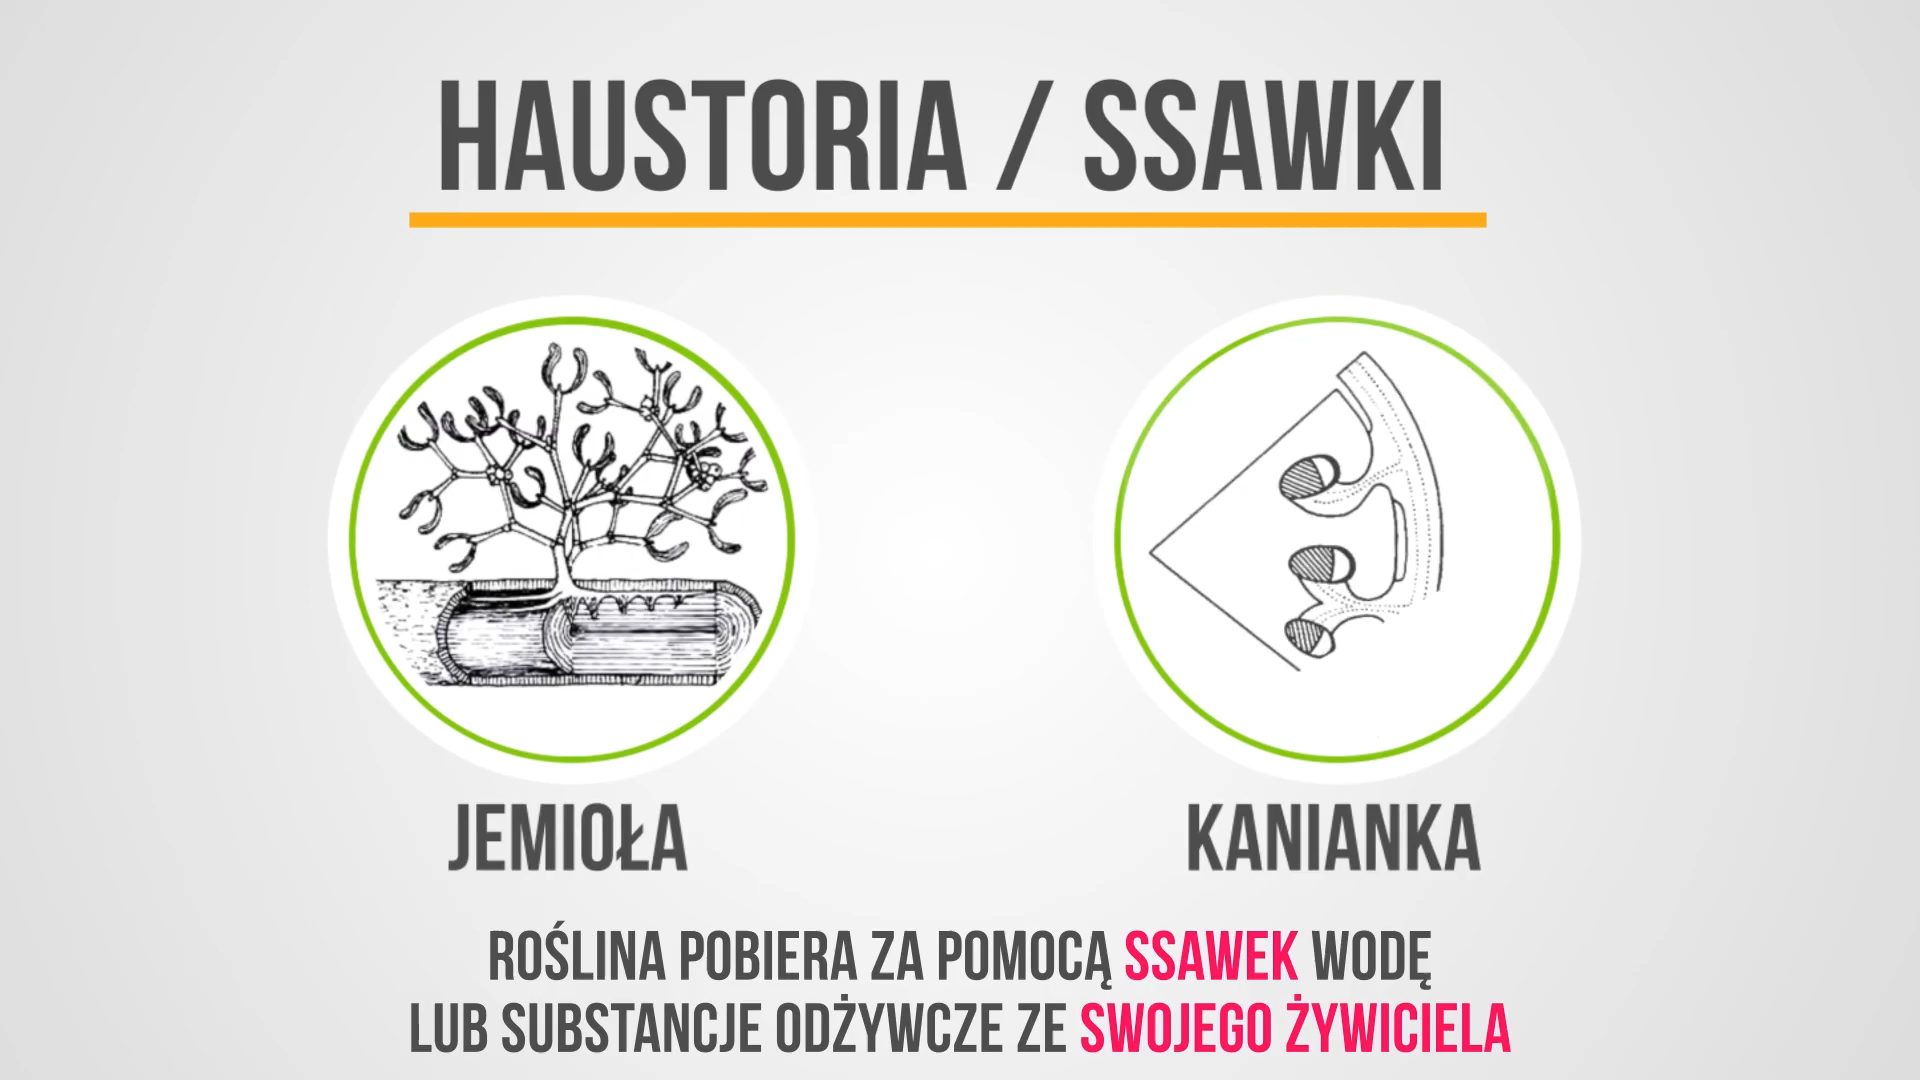 HAUSTORIA / SSAWKI
JEMIOŁA
KANIANKA
ROŚLINA POBIERA ZA POMOCĄ SSAWEK WODĘ
LUB SUBSTANCJE ODŻYWCZE ZE SWOJEGO ŻYWICIELA